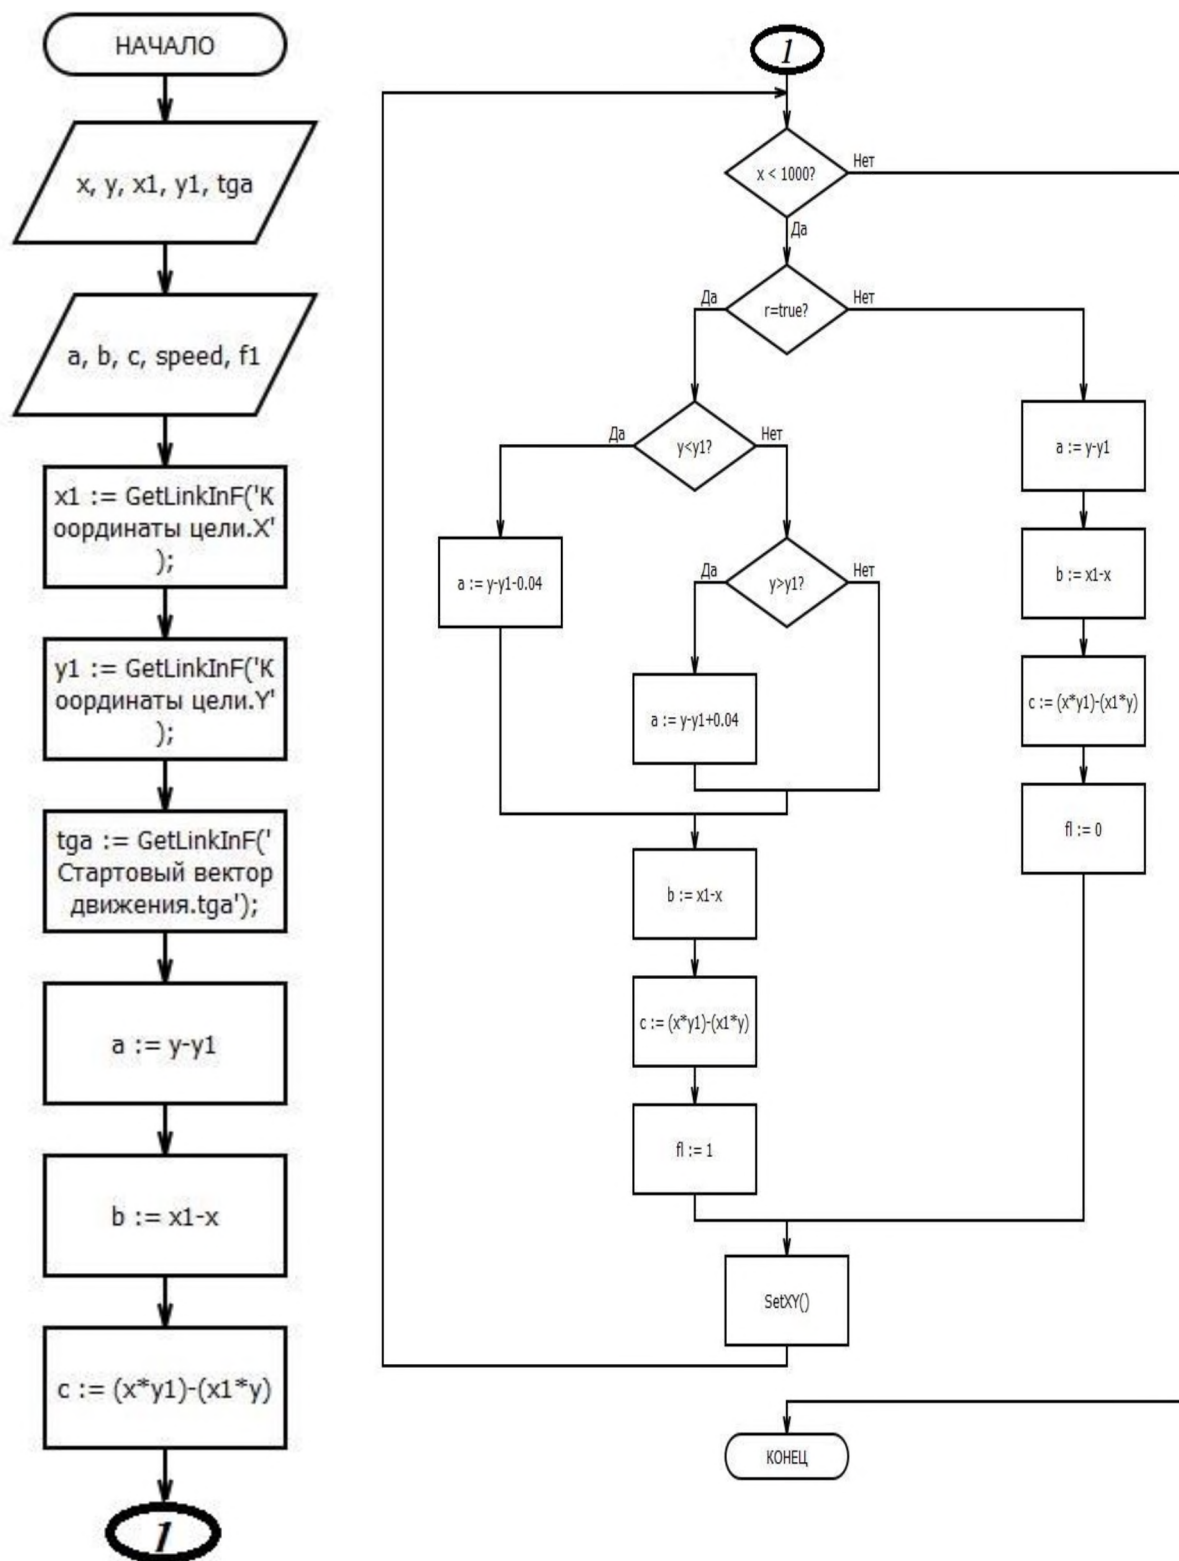 НАЧАЛО
x, y, x1, y1, tga
a, b, c, speed, f1
x1 := GetLinkInF('К
оординаты цели.X'
);
y1 := GetLinkInF('К
оординаты цели.Y'
);
tga := GetLinkInF('
Стартовый вектор
движения.tga');
a := y-y1
b := x1-x
c := (x*y1)-(x1*y)
1
1
x < 1000?
Нет
Да
r=true?
Да
Нет
y<y1?
Да
Нет
a := y-y1-0.04
y>y1?
Да
Нет
a := y-y1+0.04
b := x1-x
c := (x*y1)-(x1*y)
fl := 1
a := y-y1
b := x1-x
c := (x*y1)-(x1*y)
fl := 0
SetXY()
КОНЕЦ